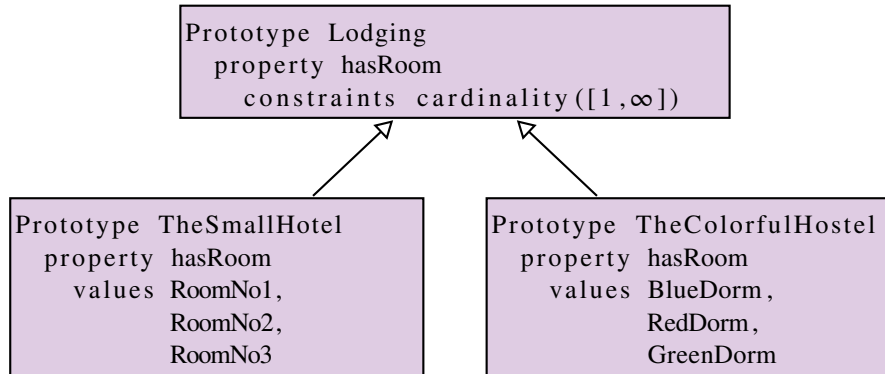 Prototype Lodging
property hasRoom
constraints cardinality([1,∞])
Prototype TheSmallHotel
property hasRoom
values RoomNo1,
RoomNo2,
RoomNo3
Prototype TheColorfulHostel
property hasRoom
values BlueDorm,
RedDorm,
GreenDorm